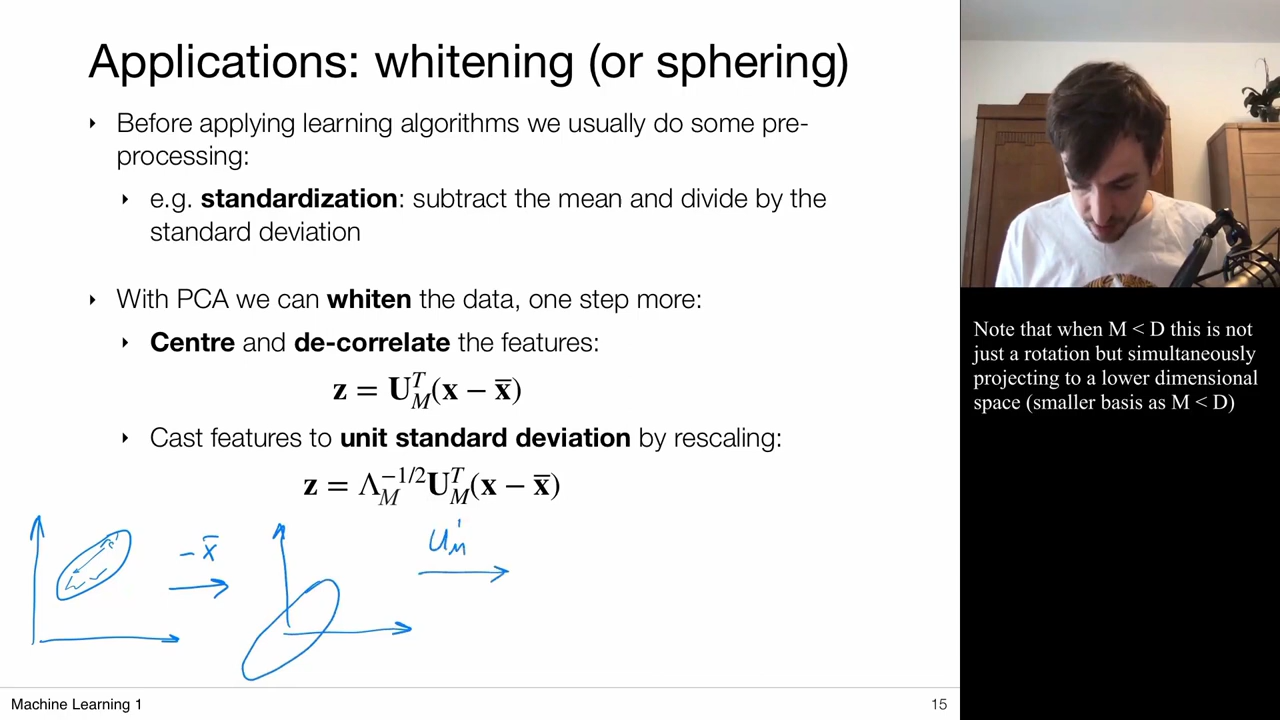 Applications: whitening (or sphering)
‣ Before applying learning algorithms we usually do some pre-
processing:
‣ e.g. standardization: subtract the mean and divide by the
standard deviation
‣ With PCA we can whiten the data, one step more:
‣ Centre and de-correlate the features:
z = U_M^T(x − x̄)
‣ Cast features to unit standard deviation by rescaling:
z = Λ_M^{−1/2}U_M^T(x − x̄)
− x̄
U_M
Machine Learning 1
15
Note that when M < D this is not
just a rotation but simultaneously
projecting to a lower dimensional
space (smaller basis as M < D)